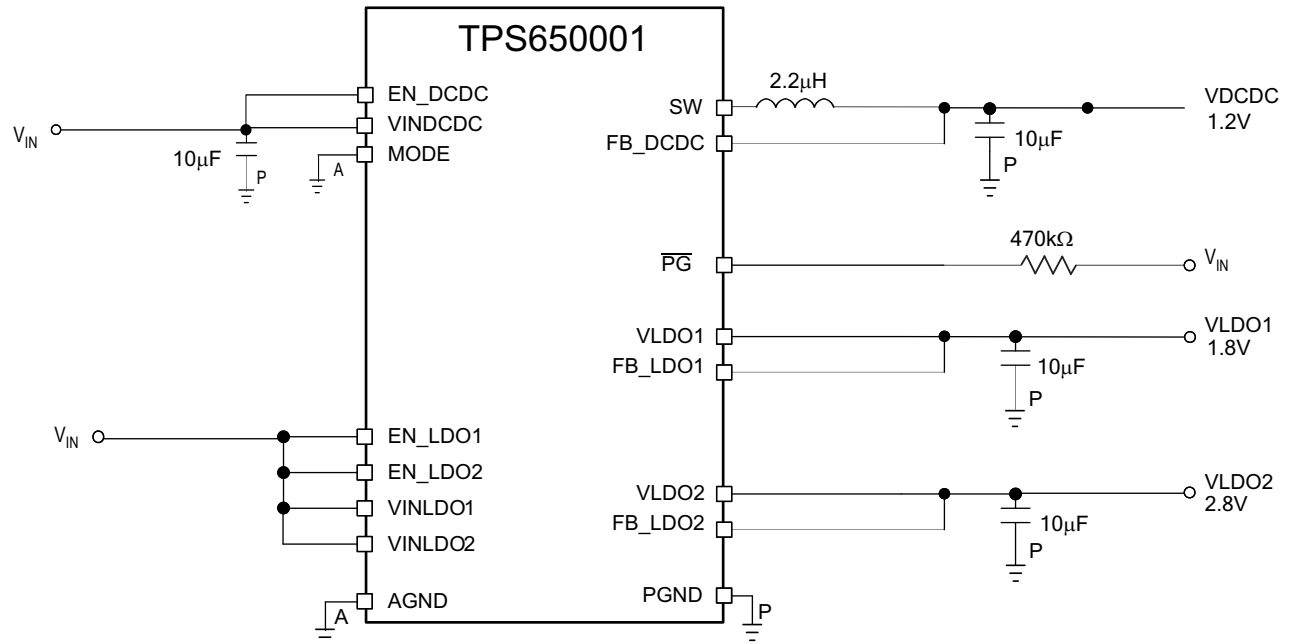 TPS650001
EN_DCDC
VINDCDC
MODE
V_IN
10μF
P
A
SW
2.2μH
VDCDC
1.2V
FB_DCDC
10μF
P
PG
470kΩ
V_IN
VLDO1
VLDO1
1.8V
FB_LDO1
10μF
P
V_IN
EN_LDO1
EN_LDO2
VINLDO1
VINLDO2
VLDO2
VLDO2
2.8V
FB_LDO2
10μF
P
AGND
A
PGND
P